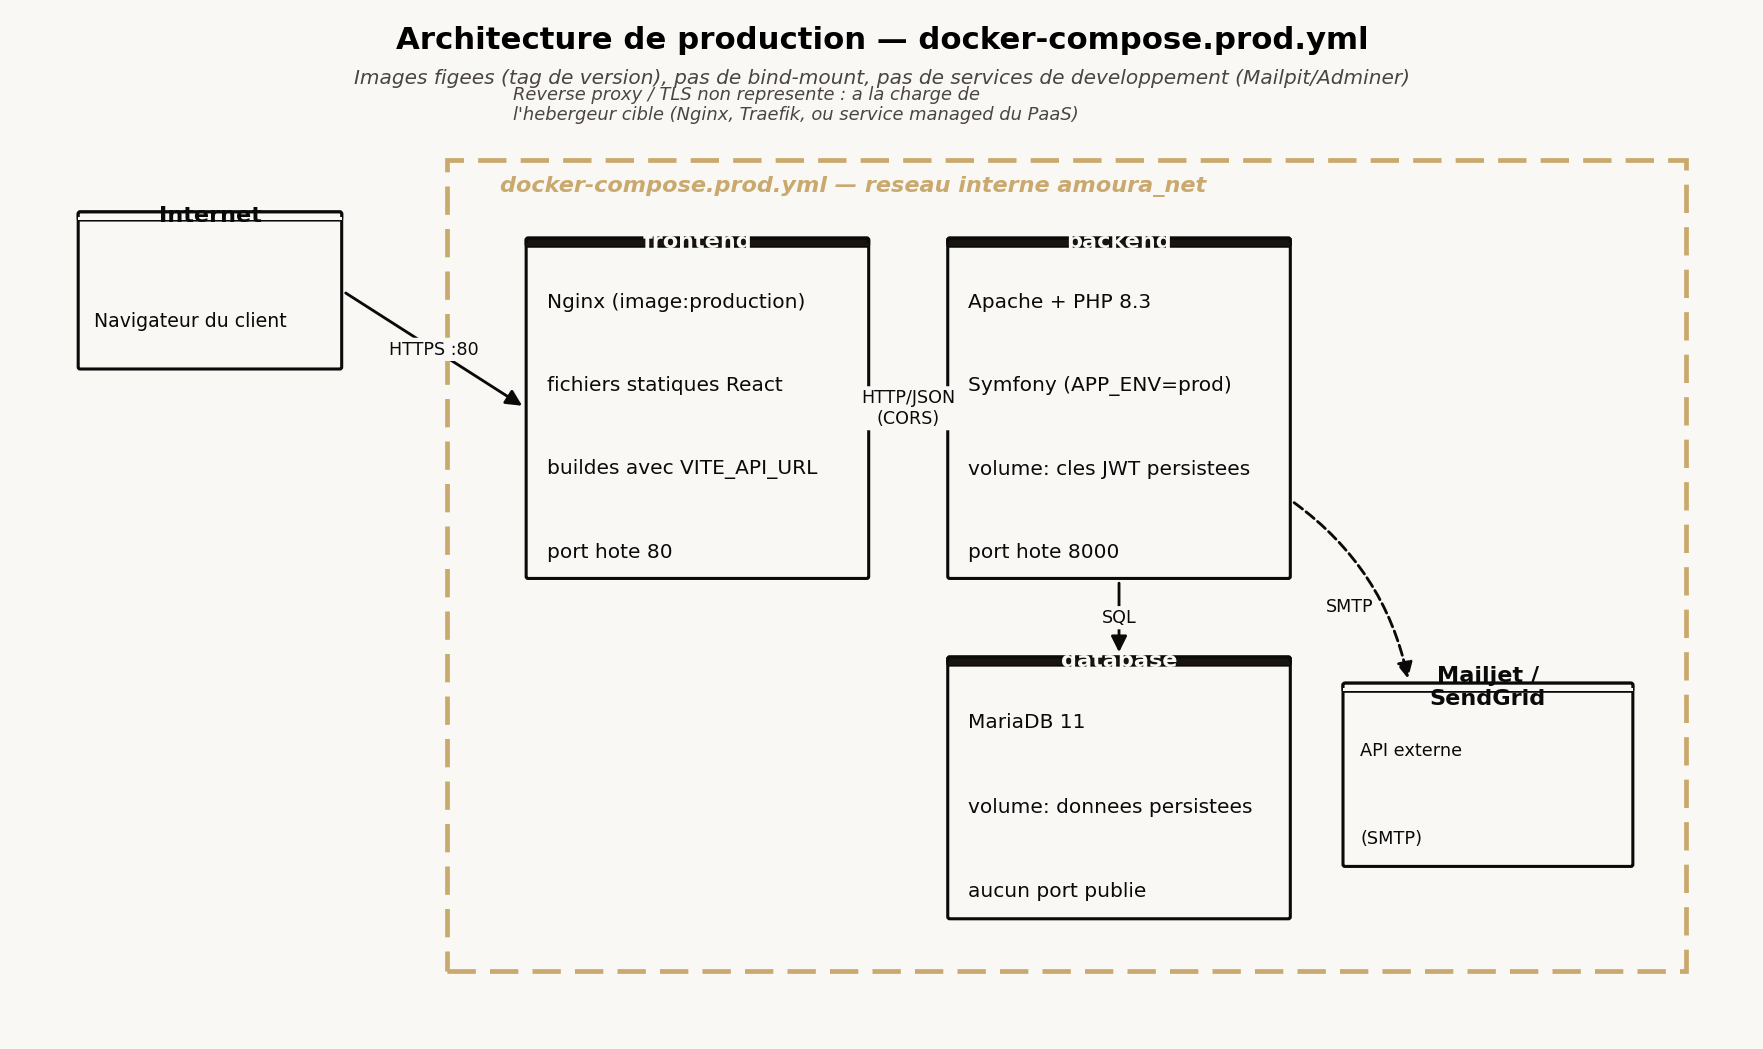 Architecture de production — docker-compose.prod.yml
Images figees (tag de version), pas de bind-mount, pas de services de developpement (Mailpit/Adminer)
Reverse proxy / TLS non represente : a la charge de
l'hebergeur cible (Nginx, Traefik, ou service managed du PaaS)
docker-compose.prod.yml — reseau interne amoura_net
Internet
Navigateur du client
HTTPS :80
frontend
Nginx (image:production)
fichiers statiques React
buildes avec VITE_API_URL
port hote 80
HTTP/JSON
(CORS)
backend
Apache + PHP 8.3
Symfony (APP_ENV=prod)
volume: cles JWT persistees
port hote 8000
SQL
SMTP
database
MariaDB 11
volume: donnees persistees
aucun port publie
Mailjet /
SendGrid
API externe
(SMTP)